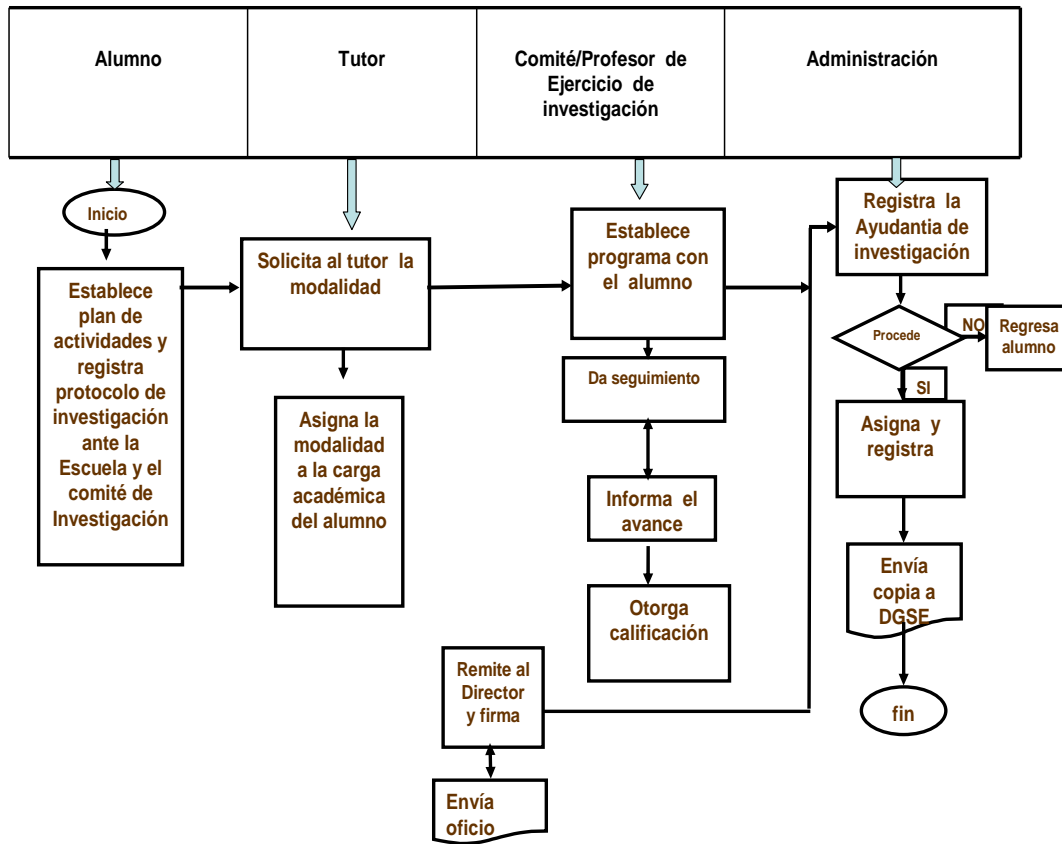 Alumno
Tutor
Comité/Profesor de
Ejercicio de
investigación
Administración
Inicio
Establece
plan de
actividades y
registra
protocolo de
investigación
ante la
Escuela y el
comité de
Investigación
Solicita al tutor la
modalidad
Asigna la
modalidad
a la carga
académica
del alumno
Establece
programa con
el alumno
Da seguimiento
Informa el
avance
Otorga
calificación
Remite al
Director
y firma
Envía
oficio
Registra la
Ayudantia de
investigación
Procede
NO
Regresa
alumno
SI
Asigna y
registra
Envía
copia a
DGSE
fin